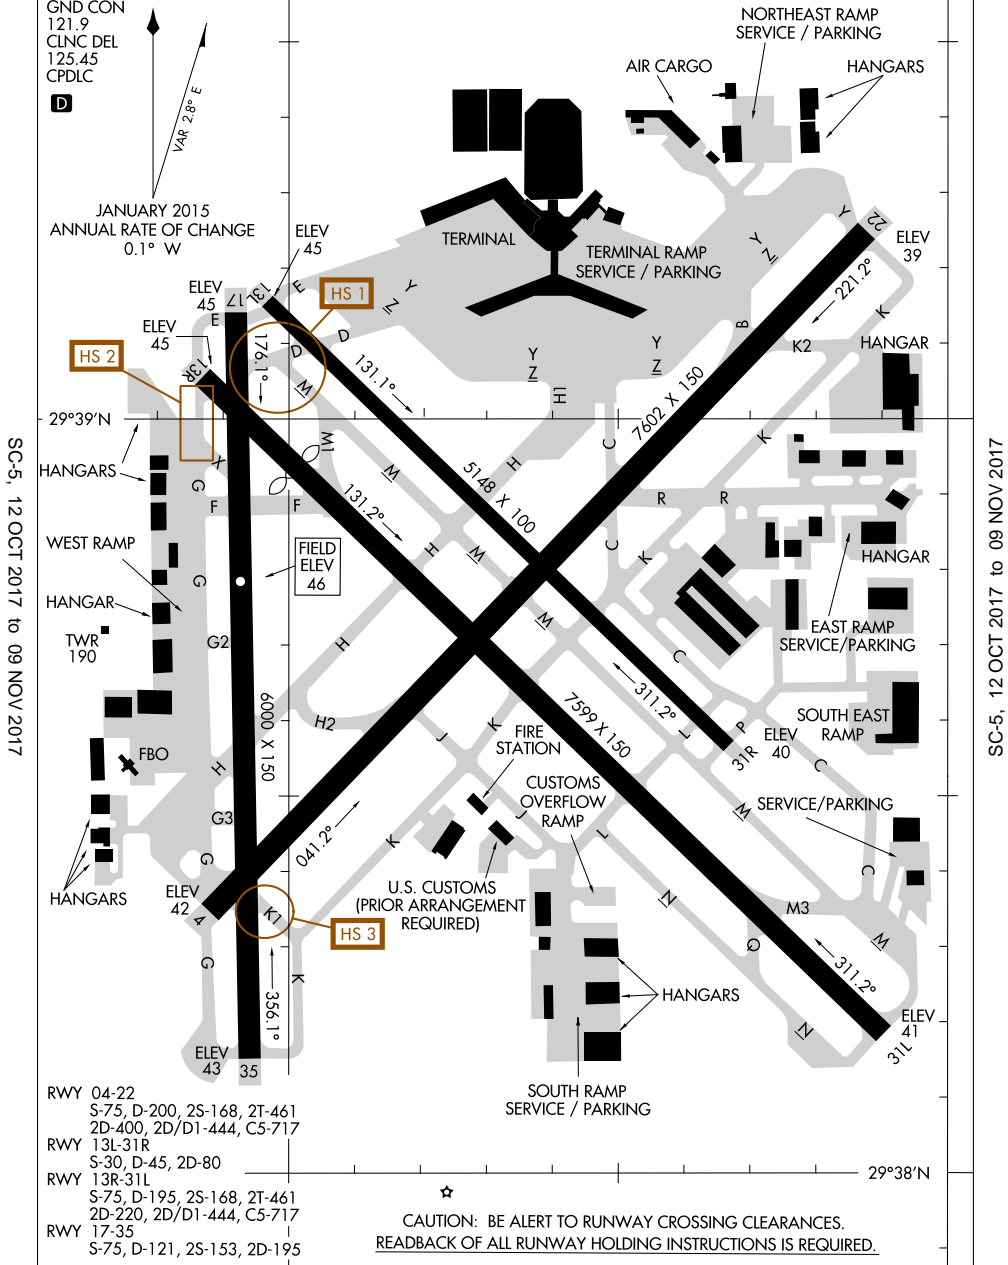 GND CON
121.9
CLNC DEL
125.45
CPDLC
D
VAR 2.8° E
JANUARY 2015
ANNUAL RATE OF CHANGE
0.1° W
NORTHEAST RAMP
SERVICE / PARKING
AIR CARGO
HANGARS
TERMINAL
TERMINAL RAMP
SERVICE / PARKING
Y
22
ELEV
39
Y
Z
221.2°
ELEV
45
ELEV
45
17
13L
E
E
HS 1
Y
Z
K
B
K2
HANGAR
ELEV
45
HS 2
13R
176.1°
D
D
M
131.1°
Y
Z
Y
Z
IH
7602 X 150
29°39'N
HANGARS
X
G
F
F
M1
M
131.2°
H
5148 X 100
C
K
R
R
WEST RAMP
FIELD
ELEV
46
H
M
C
K
HANGAR
G
HANGAR
TWR
190
G2
H
M
C
EAST RAMP
SERVICE/PARKING
311.2°
6000 X 150
H2
J
K
7599 X 150
L
P
31R
ELEV
40
SOUTH EAST
RAMP
C
FBO
H
FIRE
STATION
CUSTOMS
OVERFLOW
RAMP
SERVICE/PARKING
G3
041.2°
K
J
L
M
G
HANGARS
ELEV
42
4
K1
HS 3
U.S. CUSTOMS
(PRIOR ARRANGEMENT
REQUIRED)
N
M3
C
M
Q
G
K
356.1°
HANGARS
311.2°
N
ELEV
41
31L
ELEV
43
35
SOUTH RAMP
SERVICE / PARKING
RWY 04-22
S-75, D-200, 2S-168, 2T-461
2D-400, 2D/D1-444, C5-717
RWY 13L-31R
S-30, D-45, 2D-80
RWY 13R-31L
S-75, D-195, 2S-168, 2T-461
2D-220, 2D/D1-444, C5-717
RWY 17-35
S-75, D-121, 2S-153, 2D-195
29°38'N
CAUTION: BE ALERT TO RUNWAY CROSSING CLEARANCES.
READBACK OF ALL RUNWAY HOLDING INSTRUCTIONS IS REQUIRED.
SC-5, 12 OCT 2017 to 09 NOV 2017
SC-5, 12 OCT 2017 to 09 NOV 2017